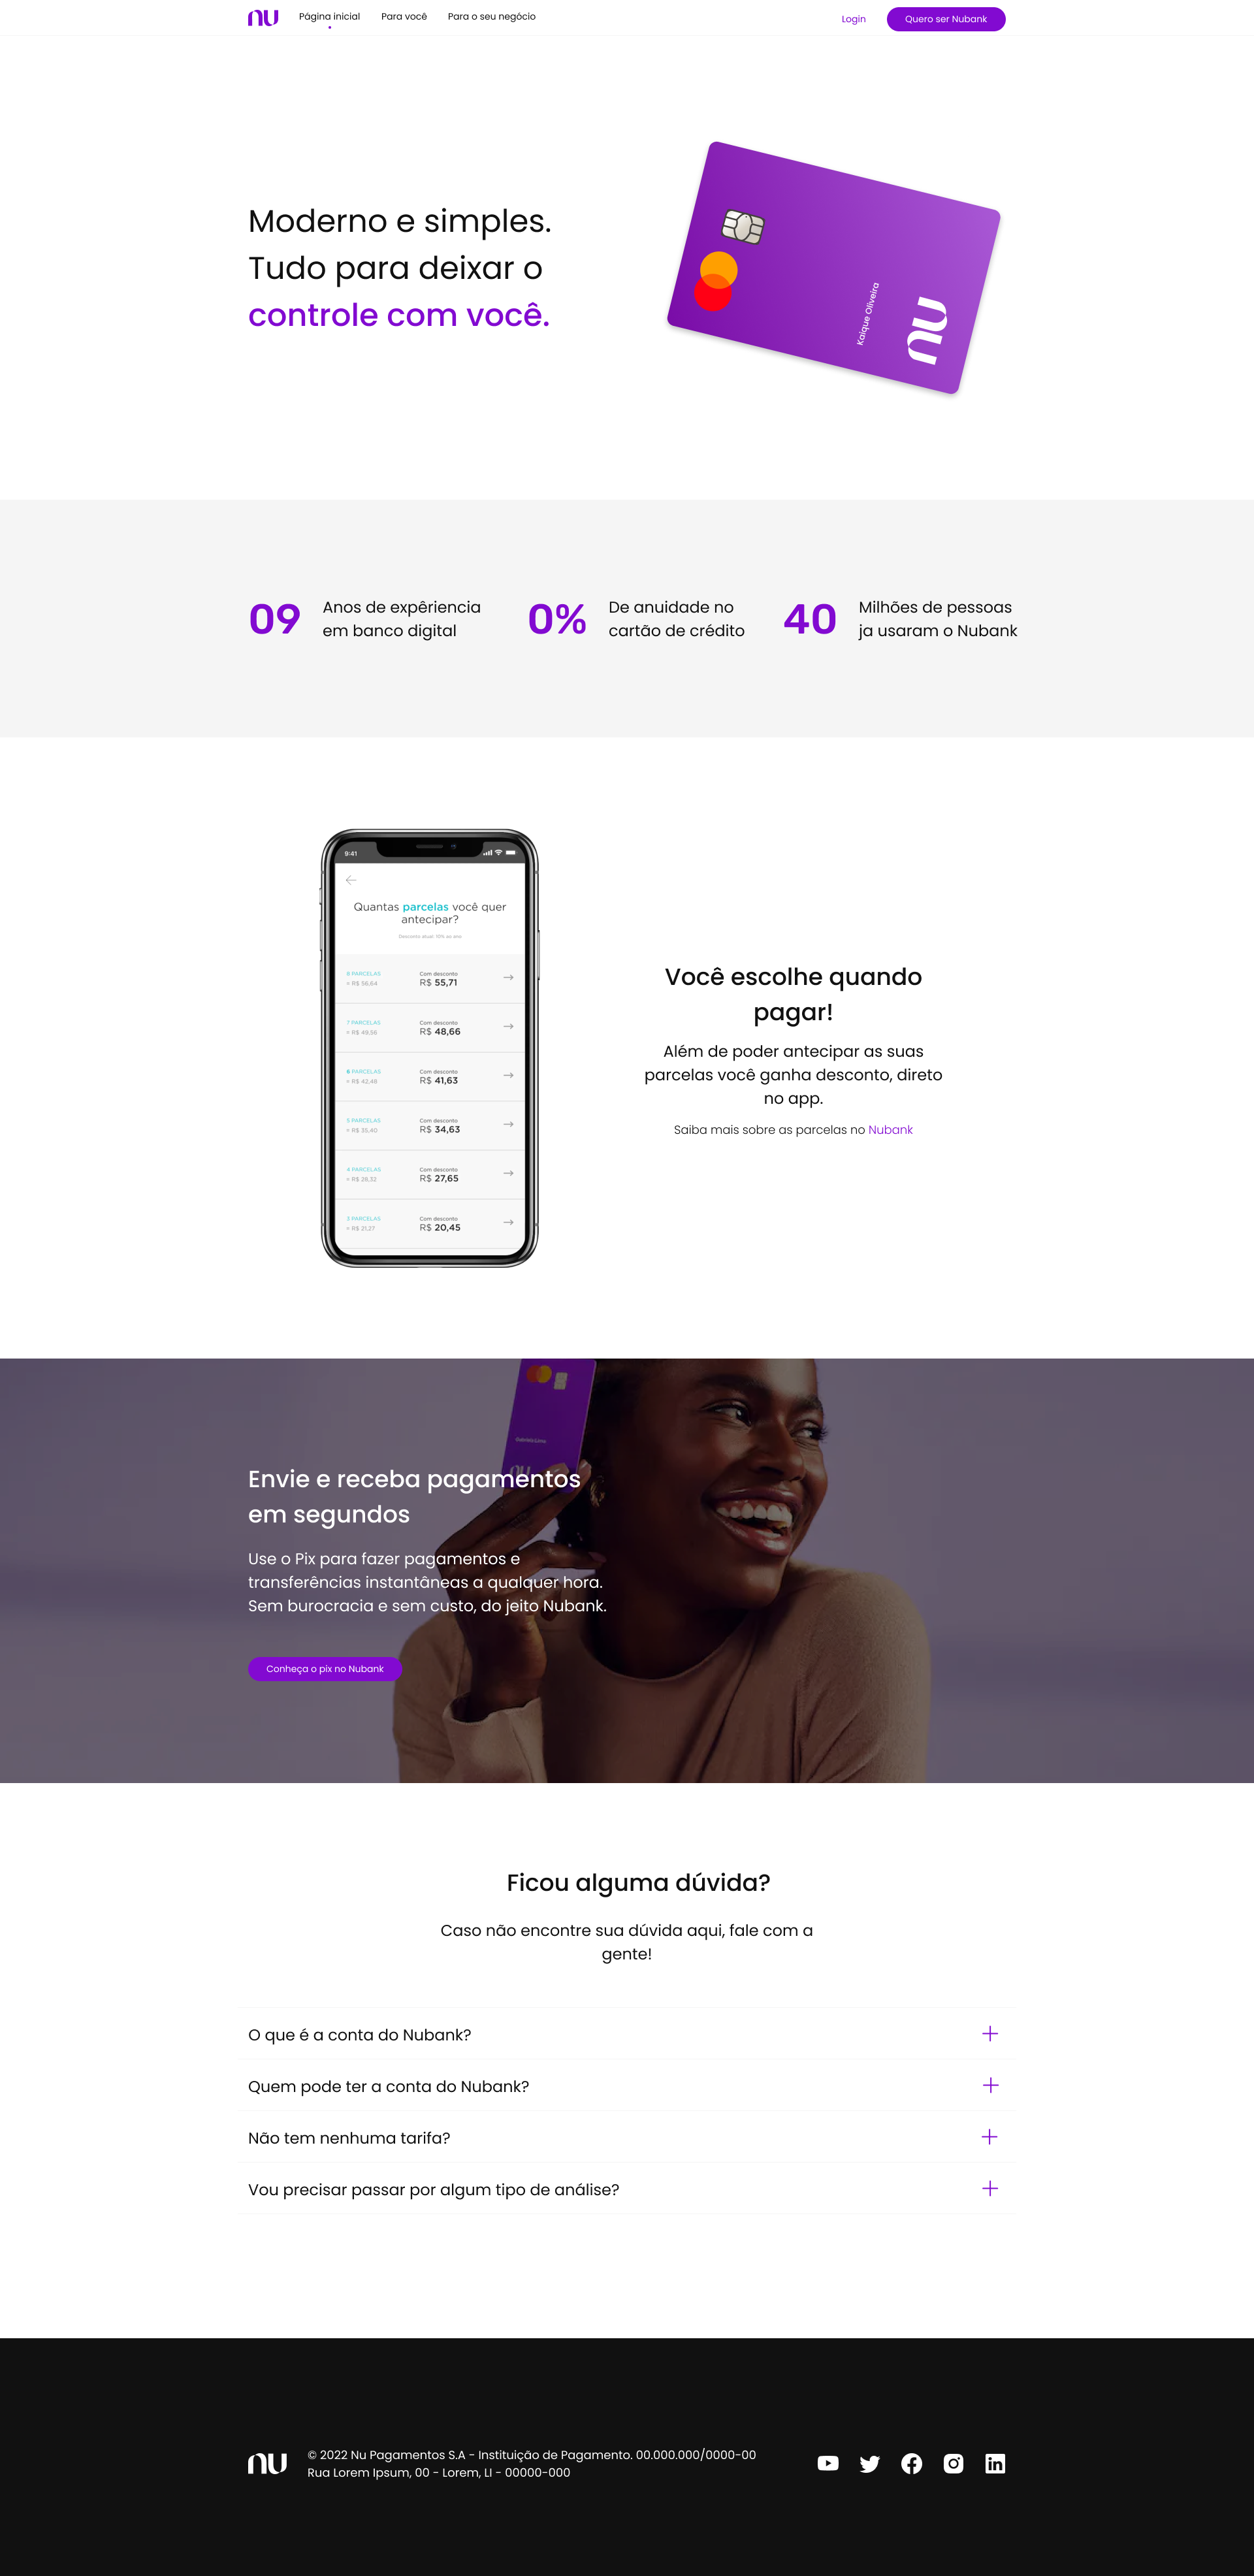 nu
Página inicial
Para você
Para o seu negócio
Login
Quero ser Nubank
Moderno e simples.
Tudo para deixar o
controle com você.
Kaique Oliveira
nu
09
Anos de expêriencia
em banco digital
0%
De anuidade no
cartão de crédito
40
Milhões de pessoas
ja usaram o Nubank
9:41
Quantas parcelas você quer
antecipar?
Desconto atual: 10% ao ano
PARCELAS
= R$ 56,64
Com desconto
R$ 55,71
7 PARCELAS
= R$ 49,56
Com desconto
R$ 48,66
6 PARCELAS
= R$ 42,48
Com desconto
R$ 41,63
5 PARCELAS
= R$ 35,40
Com desconto
R$ 34,63
4 PARCELAS
= R$ 28,32
Com desconto
R$ 27,65
3 PARCELAS
= R$ 21,27
Com desconto
R$ 20,45
Você escolhe quando
pagar!
Além de poder antecipar as suas
parcelas você ganha desconto, direto
no app.
Saiba mais sobre as parcelas no Nubank
nu
Envie e receba pagamentos
em segundos
Use o Pix para fazer pagamentos e
transferências instantâneas a qualquer hora.
Sem burocracia e sem custo, do jeito Nubank.
Conheça o pix no Nubank
Ficou alguma dúvida?
Caso não encontre sua dúvida aqui, fale com a
gente!
O que é a conta do Nubank?
Quem pode ter a conta do Nubank?
Não tem nenhuma tarifa?
Vou precisar passar por algum tipo de análise?
nu
© 2022 Nu Pagamentos S.A - Instituição de Pagamento. 00.000.000/0000-00
Rua Lorem Ipsum, 00 - Lorem, LI - 00000-000
in